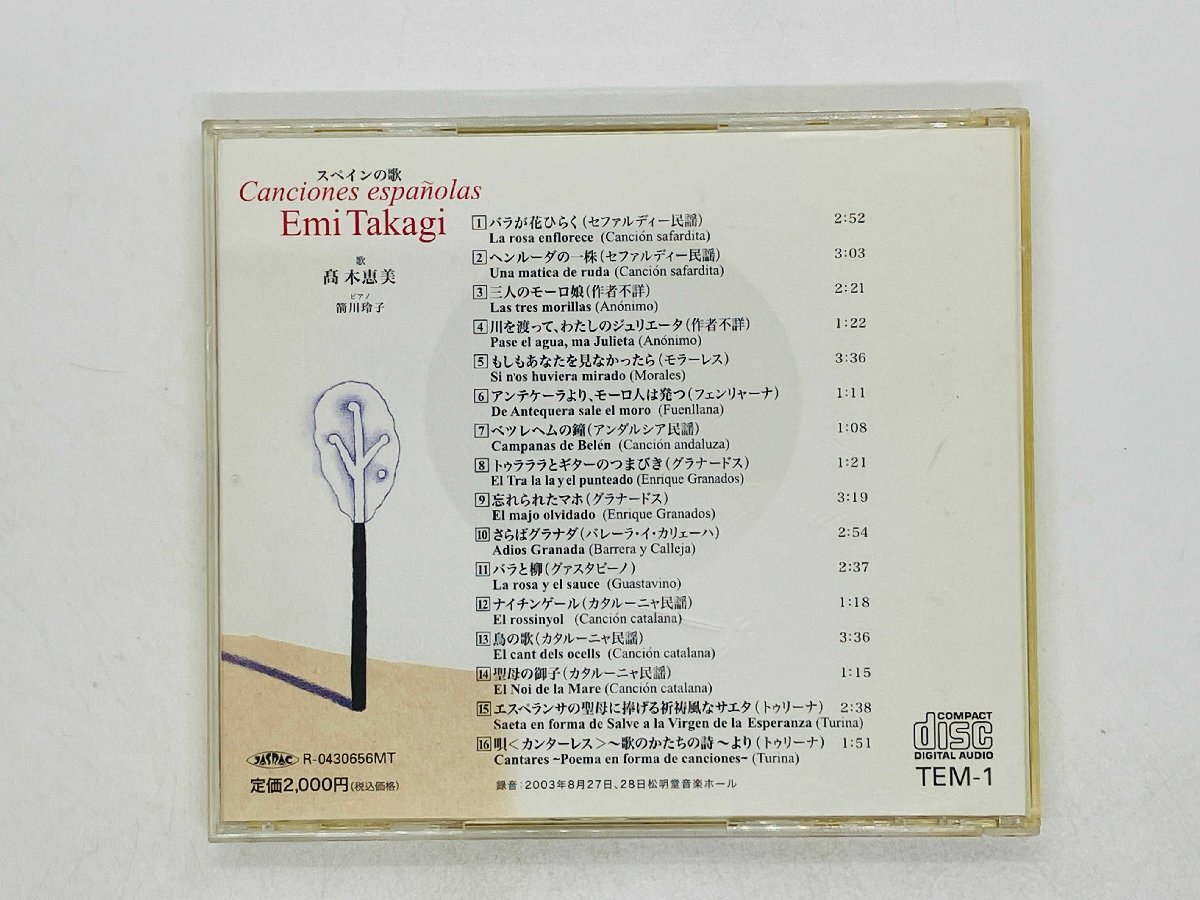 スペインの歌
Canciones españolas
Emi Takagi
歌
髙木恵美
ピアノ
箭川玲子
1 バラが花ひらく(セファルディー民謡) 2:52
La rosa enflorece (Canción safardita)
2 ヘンルーダの一株(セファルディー民謡) 3:03
Una matica de ruda (Canción safardita)
3 三人のモーロ娘(作者不詳) 2:21
Las tres morillas (Anónimo)
4 川を渡って、わたしのジュリエータ(作者不詳) 1:22
Pase el agua, ma Julieta (Anónimo)
5 もしもあなたを見なかったら(モラーレス) 3:36
Si n'os huviera mirado (Morales)
6 アンテケーラより、モーロ人は発つ(フェンリャーナ) 1:11
De Antequera sale el moro (Fuenllana)
7 ベツレヘムの鐘(アンダルシア民謡) 1:08
Campanas de Belén (Canción andaluza)
8 トゥラララとギターのつまびき(グラナードス) 1:21
El Tra la la y el punteado (Enrique Granados)
9 忘れられたマホ(グラナードス) 3:19
El majo olvidado (Enrique Granados)
10 さらばグラナダ(バレーラ・イ・カリェーハ) 2:54
Adios Granada (Barrera y Calleja)
11 バラと柳(グァスタビーノ) 2:37
La rosa y el sauce (Guastavino)
12 ナイチンゲール(カタルーニャ民謡) 1:18
El rossinyol (Canción catalana)
13 鳥の歌(カタルーニャ民謡) 3:36
El cant dels ocells (Canción catalana)
14 聖母の御子(カタルーニャ民謡) 1:15
El Noi de la Mare (Canción catalana)
15 エスペランサの聖母に捧げる祈祷風なサエタ(トゥリーナ) 2:38
Saeta en forma de Salve a la Virgen de la Esperanza (Turina)
16 唄<カンターレス>~歌のかたちの詩~より(トゥリーナ) 1:51
Cantares ~Poema en forma de canciones~ (Turina)
録音:2003年8月27日、28日松明堂音楽ホール
JASRAC R-0430656MT
定価2,000円(税込価格)
COMPACT
disc
DIGITAL AUDIO
TEM-1